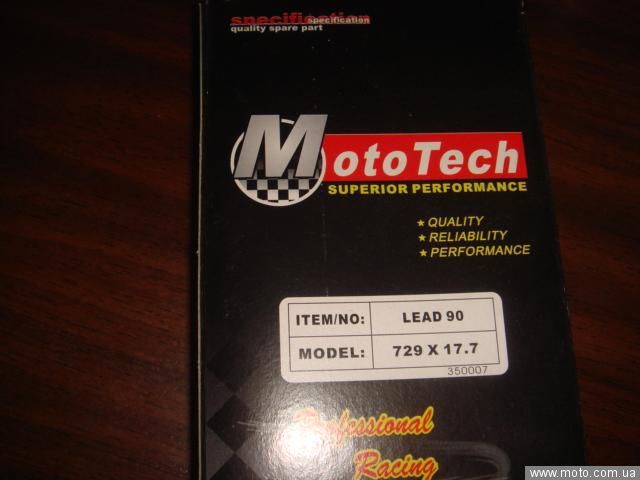 specification
specification
quality spare part
MotoTech
SUPERIOR PERFORMANCE
★ QUALITY
★ RELIABILITY
★ PERFORMANCE
ITEM/NO: LEAD 90
MODEL: 729 X 17.7
350007
Professional
Racing
www.moto.com.ua